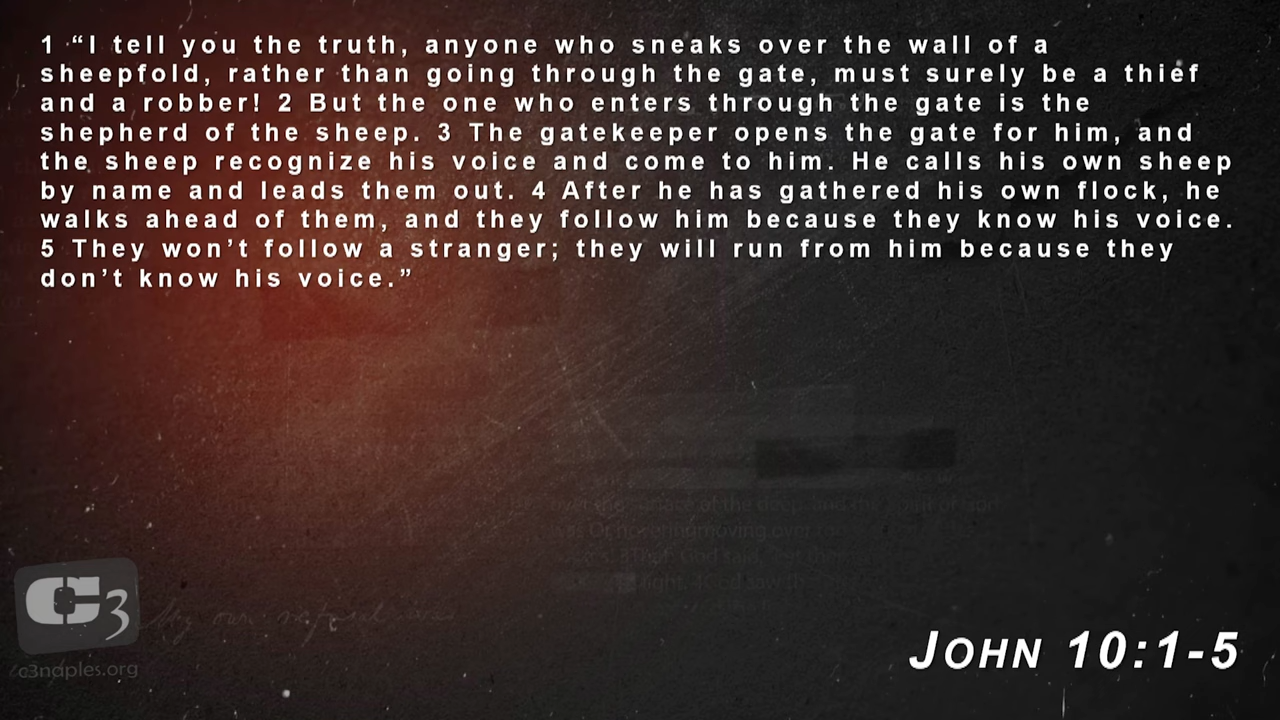 1 “I tell you the truth, anyone who sneaks over the wall of a
sheepfold, rather than going through the gate, must surely be a thief
and a robber! 2 But the one who enters through the gate is the
shepherd of the sheep. 3 The gatekeeper opens the gate for him, and
the sheep recognize his voice and come to him. He calls his own sheep
by name and leads them out. 4 After he has gathered his own flock, he
walks ahead of them, and they follow him because they know his voice.
5 They won’t follow a stranger; they will run from him because they
don’t know his voice.”
C3
c3naples.org
JOHN 10:1-5